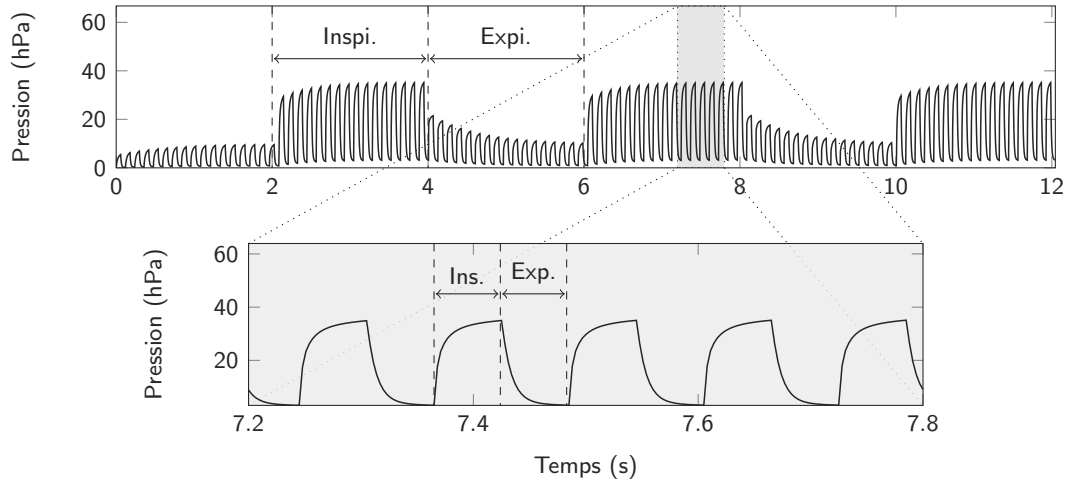 60
40
20
0
Pression (hPa)
Inspi.
Expi.
0 2 4 6 8 10 12
60
40
20
Pression (hPa)
Ins.
Exp.
7.2 7.4 7.6 7.8
Temps (s)